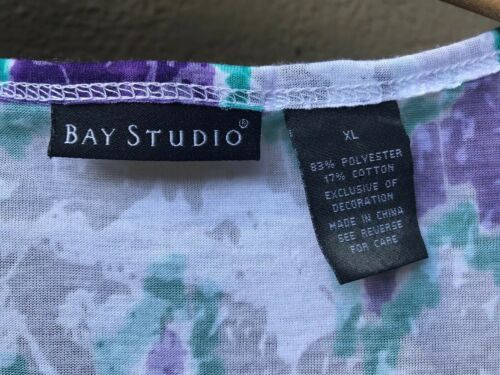 BAY STUDIO®
XL
83% POLYESTER
17% COTTON
EXCLUSIVE OF
DECORATION
MADE IN CHINA
SEE REVERSE
FOR CARE